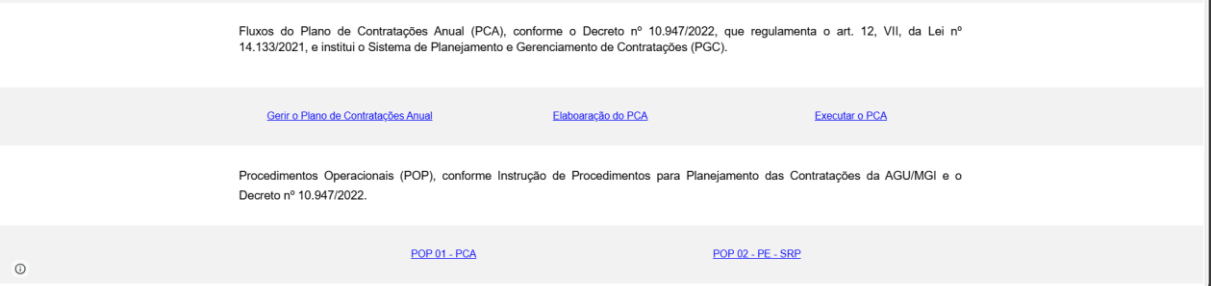 Fluxos do Plano de Contratações Anual (PCA), conforme o Decreto nº 10.947/2022, que regulamenta o art. 12, VII, da Lei nº
14.133/2021, e institui o Sistema de Planejamento e Gerenciamento de Contratações (PGC).
Gerir o Plano de Contratações Anual
Elaboaração do PCA
Executar o PCA
Procedimentos Operacionais (POP), conforme Instrução de Procedimentos para Planejamento das Contratações da AGU/MGI e o
Decreto nº 10.947/2022.
POP 01 - PCA
POP 02 - PE - SRP